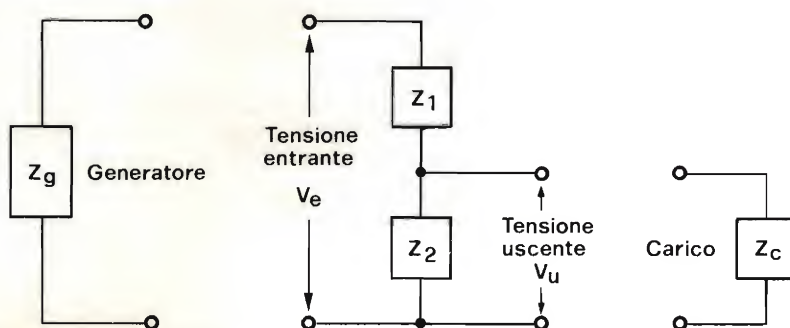 Zg
Generatore
Tensione
entrante
Ve
Z1
Z2
Tensione
uscente
Vu
Carico
Zc